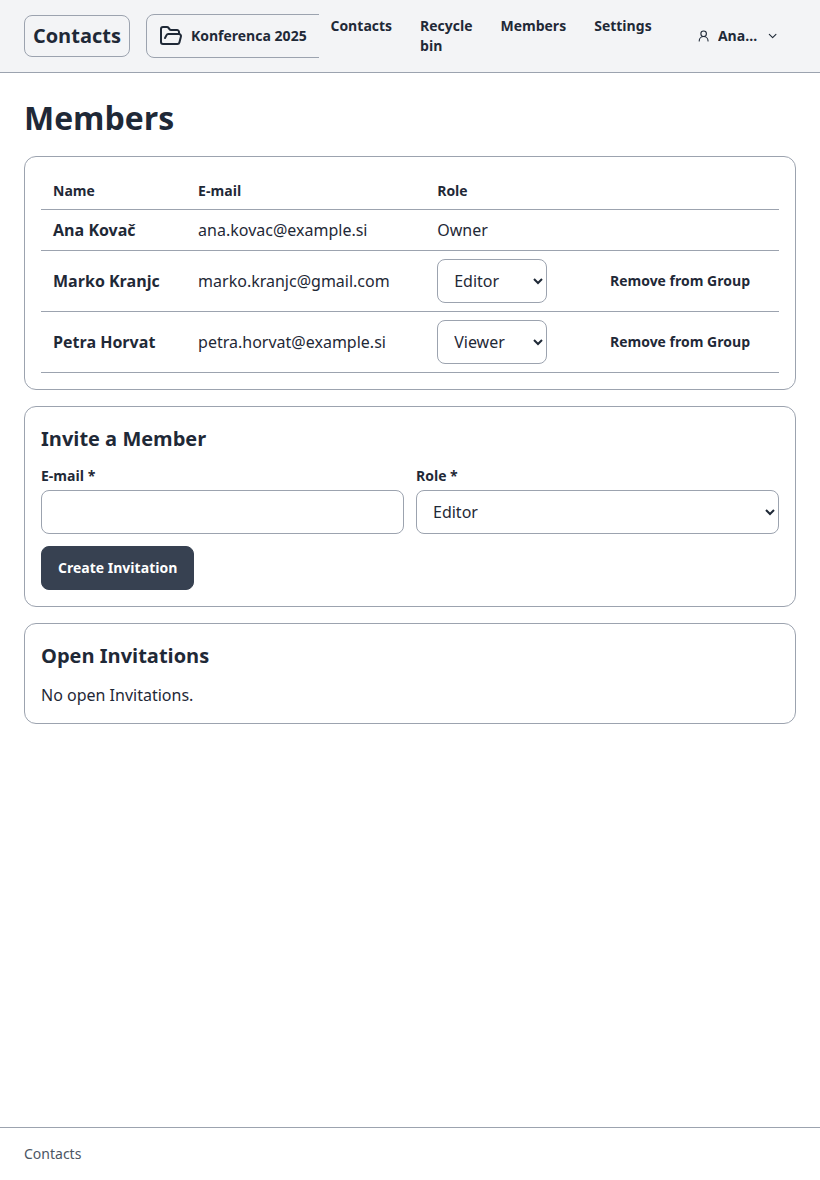 Contacts
Konferenca 2025
Contacts
Recycle bin
Members
Settings
Ana...
Members
Name E-mail Role
Ana Kovač ana.kovac@example.si Owner
Marko Kranjc marko.kranjc@gmail.com Editor Remove from Group
Petra Horvat petra.horvat@example.si Viewer Remove from Group
Invite a Member
E-mail * Role *
Editor
Create Invitation
Open Invitations
No open Invitations.
Contacts